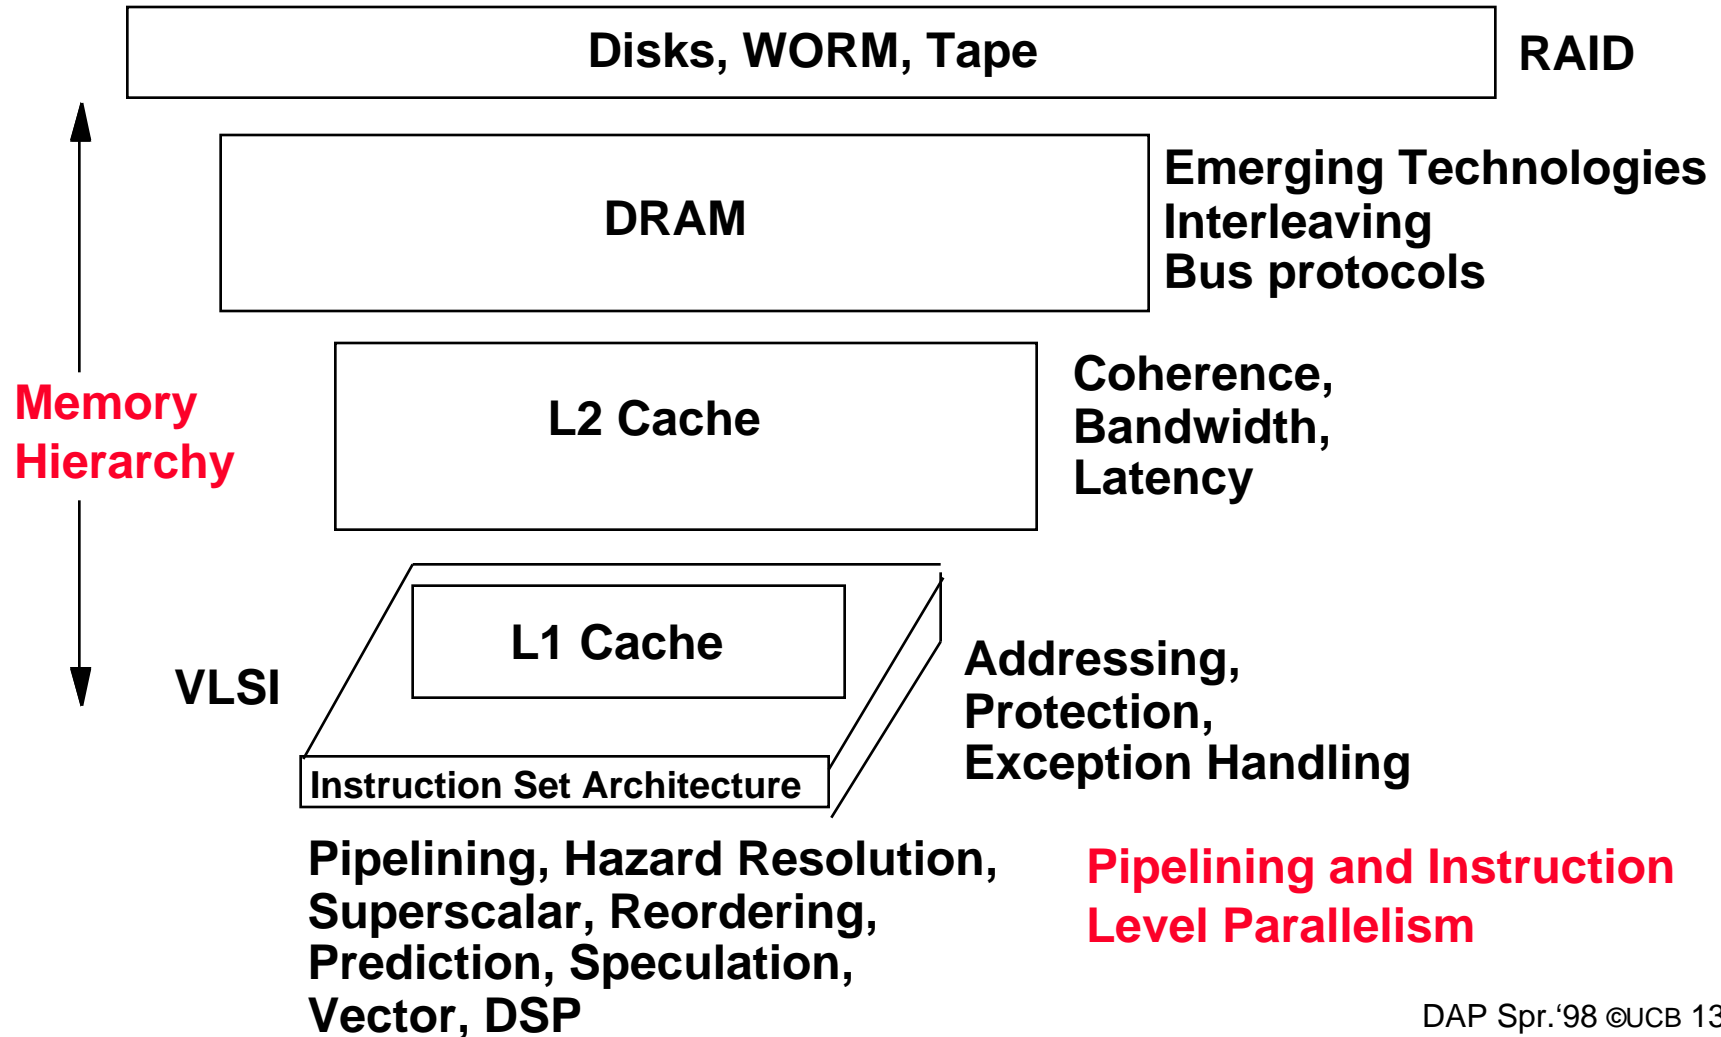 Disks, WORM, Tape
RAID
DRAM
Emerging Technologies
Interleaving
Bus protocols
Memory
Hierarchy
L2 Cache
Coherence,
Bandwidth,
Latency
VLSI
L1 Cache
Instruction Set Architecture
Addressing,
Protection,
Exception Handling
Pipelining, Hazard Resolution,
Superscalar, Reordering,
Prediction, Speculation,
Vector, DSP
Pipelining and Instruction
Level Parallelism
DAP Spr.‘98 ©UCB 13